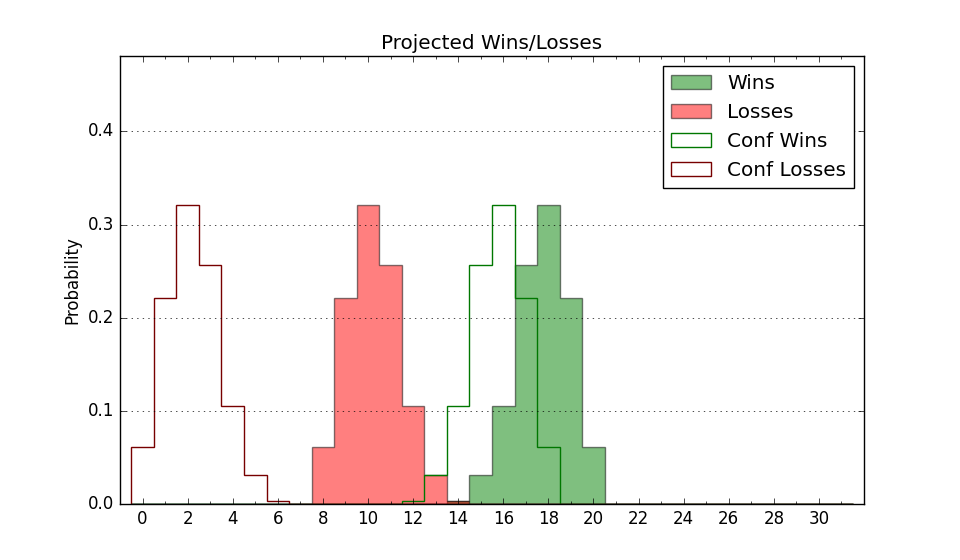 Projected Wins/Losses
Wins
Losses
Conf Wins
Conf Losses
Probability
0.4
0.3
0.2
0.1
0.0
0 2 4 6 8 10 12 14 16 18 20 22 24 26 28 30